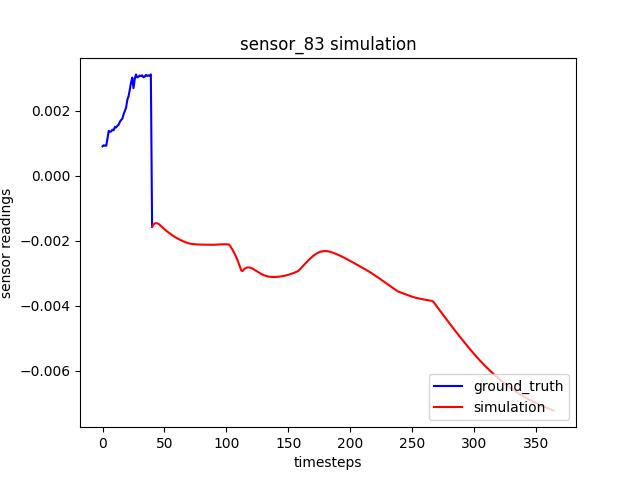 sensor_83 simulation
0.002
0.000
−0.002
−0.004
−0.006
sensor readings
0
50
100
150
200
250
300
350
timesteps
ground_truth
simulation